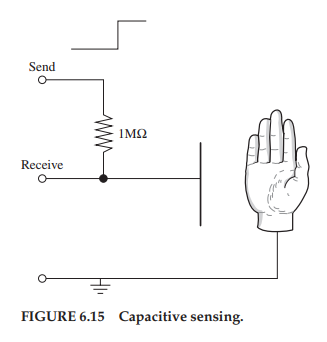 Send
1MΩ
Receive
FIGURE 6.15 Capacitive sensing.